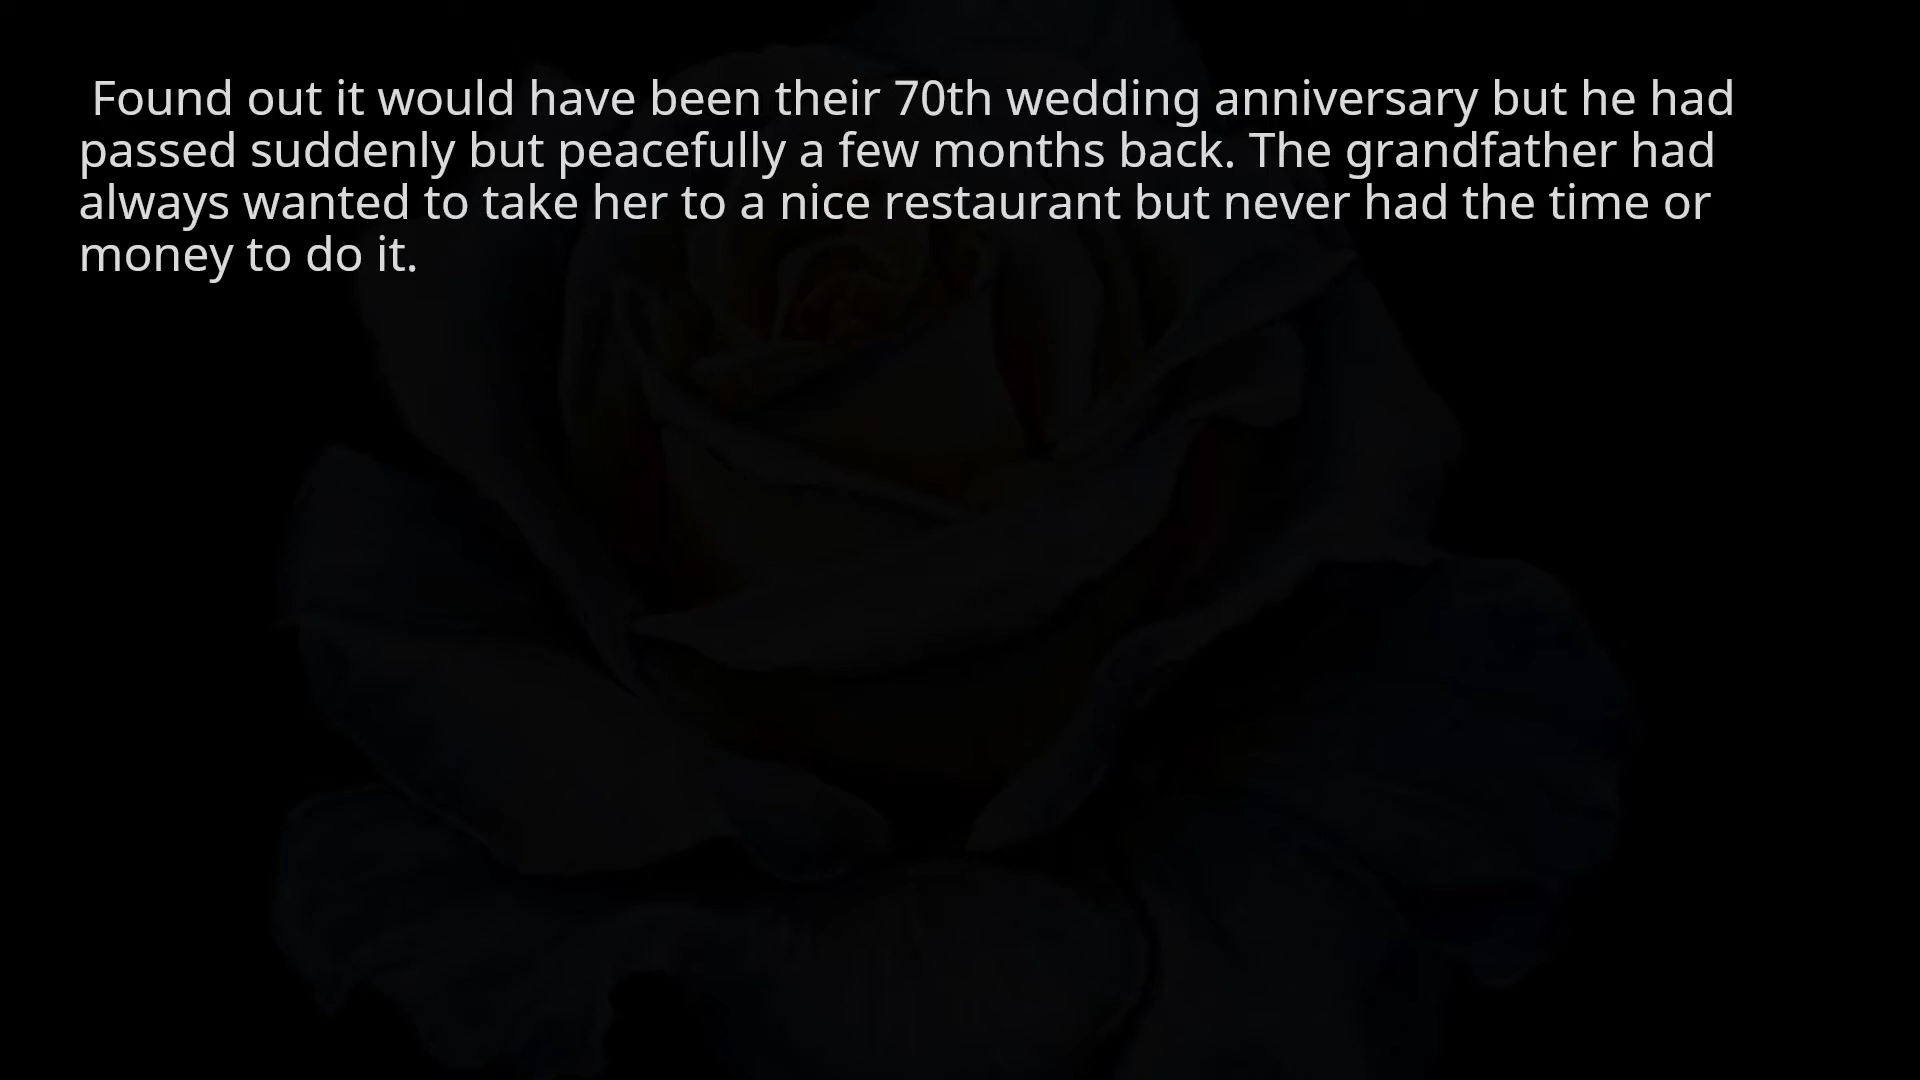 Found out it would have been their 70th wedding anniversary but he had
passed suddenly but peacefully a few months back. The grandfather had
always wanted to take her to a nice restaurant but never had the time or
money to do it.